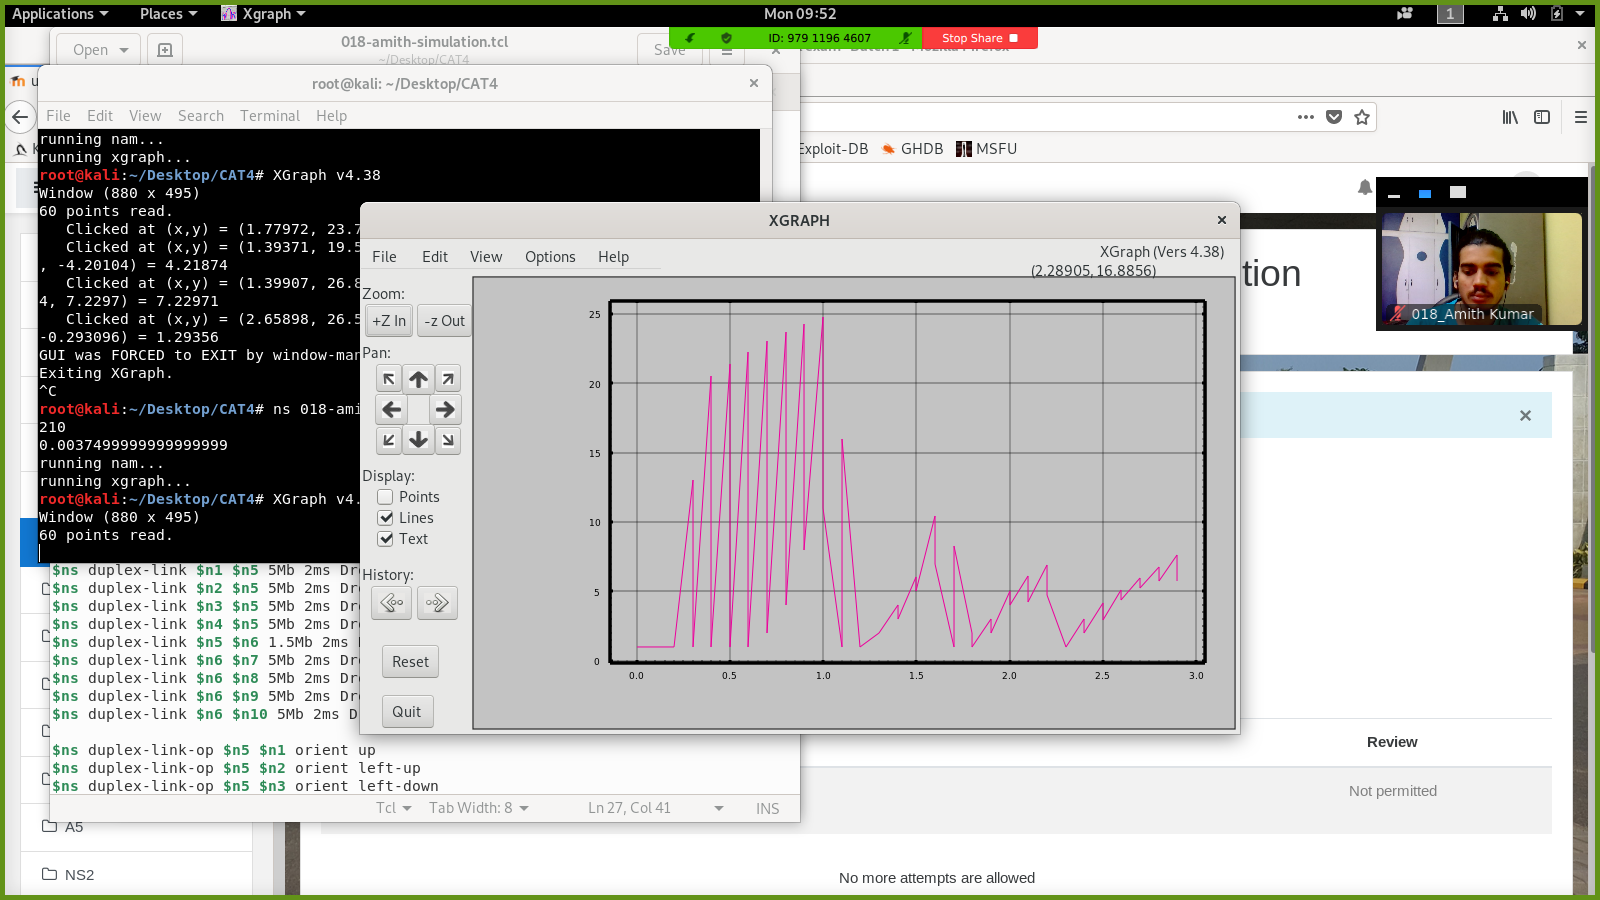 Applications Places Xgraph Mon 09:52 1
Open 018-amith-simulation.tcl Save
~/Desktop/CAT4
ID: 979 1196 4607 Stop Share
root@kali: ~/Desktop/CAT4
File Edit View Search Terminal Help
Exploit-DB GHDB MSFU
running nam...
running xgraph...
root@kali:~/Desktop/CAT4# XGraph v4.38
Window (880 x 495)
60 points read.
Clicked at (x,y) = (1.77972, 23.7
Clicked at (x,y) = (1.39371, 19.5
, -4.20104) = 4.21874
Clicked at (x,y) = (1.39907, 26.8
4, 7.2297) = 7.22971
Clicked at (x,y) = (2.65898, 26.5
-0.293096) = 1.29356
GUI was FORCED to EXIT by window-man
Exiting XGraph.
^C
root@kali:~/Desktop/CAT4# ns 018-ami
210
0.0037499999999999999
running nam...
running xgraph...
root@kali:~/Desktop/CAT4# XGraph v4.
Window (880 x 495)
60 points read.
XGRAPH
File Edit View Options Help
XGraph (Vers 4.38)
(2.28905, 16.8856)
Zoom:
+Z In -z Out
Pan:
Display:
Points
Lines
Text
History:
Reset
Quit
25
20
15
10
5
0
0.0 0.5 1.0 1.5 2.0 2.5 3.0
tion
018_Amith Kumar
$ns duplex-link $n1 $n5 5Mb 2ms Dr
$ns duplex-link $n2 $n5 5Mb 2ms Dr
$ns duplex-link $n3 $n5 5Mb 2ms Dr
$ns duplex-link $n4 $n5 5Mb 2ms Dr
$ns duplex-link $n5 $n6 1.5Mb 2ms
$ns duplex-link $n6 $n7 5Mb 2ms Dr
$ns duplex-link $n6 $n8 5Mb 2ms Dr
$ns duplex-link $n6 $n9 5Mb 2ms Dr
$ns duplex-link $n6 $n10 5Mb 2ms D
$ns duplex-link-op $n5 $n1 orient up
$ns duplex-link-op $n5 $n2 orient left-up
$ns duplex-link-op $n5 $n3 orient left-down
Tcl Tab Width: 8 Ln 27, Col 41 INS
A5
NS2
Review
Not permitted
No more attempts are allowed